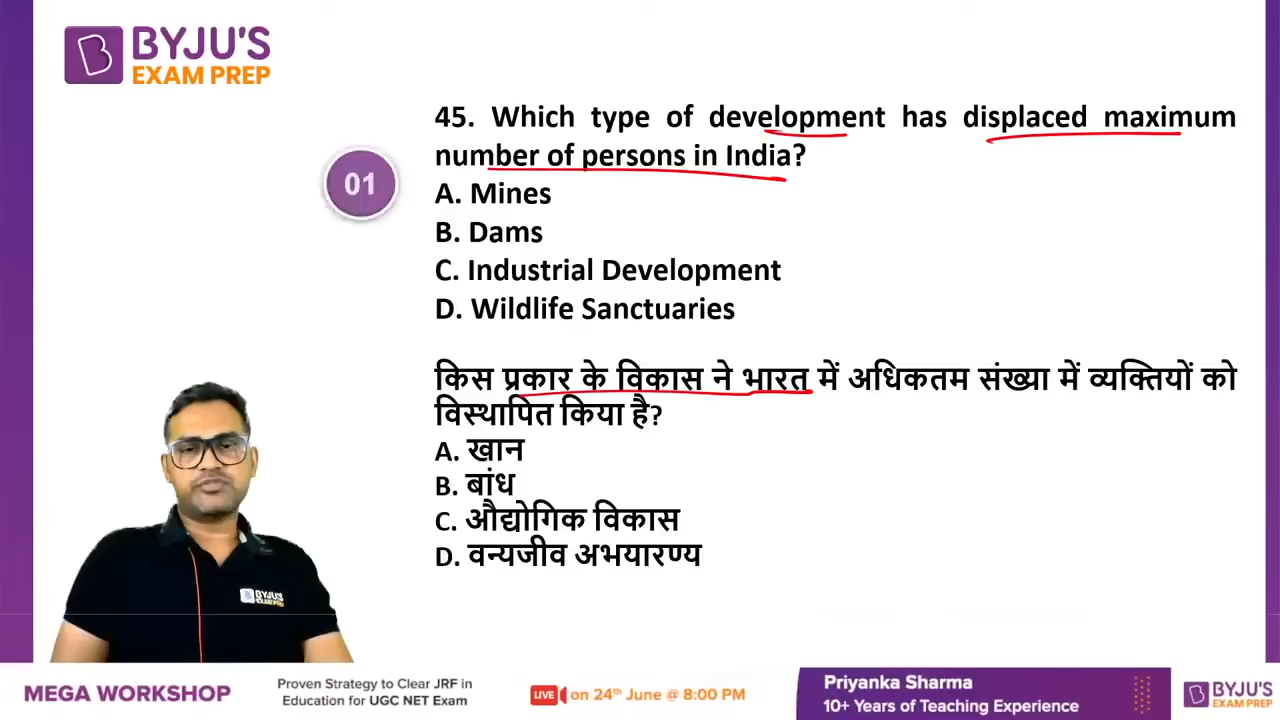 BYJU'S
EXAM PREP
45. Which type of development has displaced maximum
number of persons in India?
01
A. Mines
B. Dams
C. Industrial Development
D. Wildlife Sanctuaries
किस प्रकार के विकास ने भारत में अधिकतम संख्या में व्यक्तियों को
विस्थापित किया है?
A. खान
B. बांध
C. औद्योगिक विकास
D. वन्यजीव अभयारण्य
BYJU'S
EXAM PREP
MEGA WORKSHOP
Proven Strategy to Clear JRF in
Education for UGC NET Exam
LIVE on 24th June @ 8:00 PM
Priyanka Sharma
10+ Years of Teaching Experience
BYJU'S
EXAM PREP